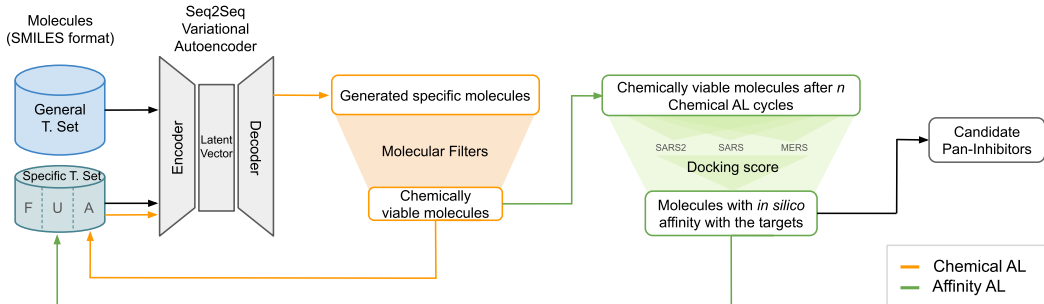 Molecules
(SMILES format)
General
T. Set
Specific T. Set
F U A
Seq2Seq
Variational
Autoencoder
Encoder
Latent
Vector
Decoder
Generated specific molecules
Molecular Filters
Chemically
viable molecules
Chemically viable molecules after n
Chemical AL cycles
SARS2 SARS MERS
Docking score
Molecules with in silico
affinity with the targets
Candidate
Pan-Inhibitors
Chemical AL
Affinity AL